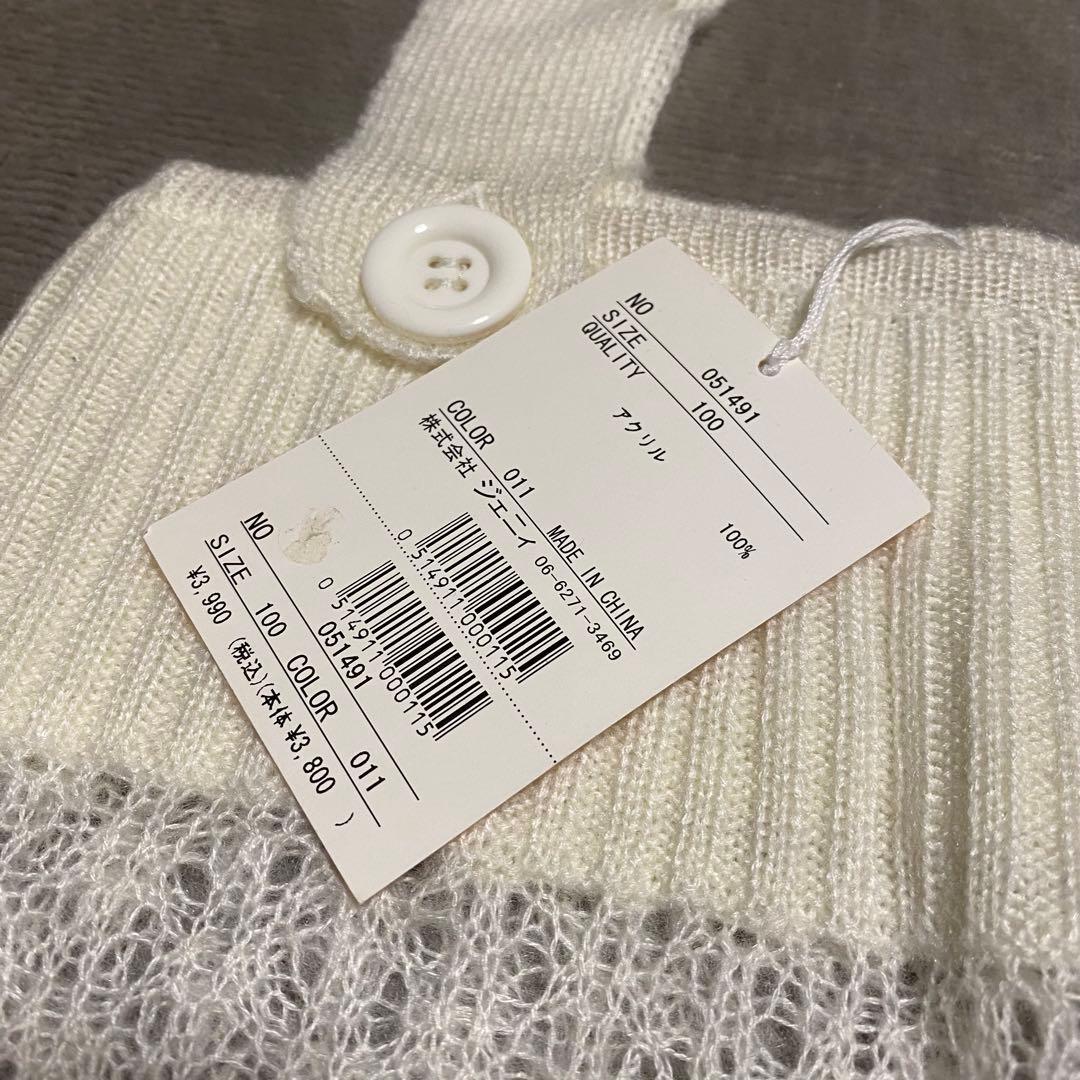 NO 051491
SIZE 100
QUALITY
アクリル 100%
COLOR 011 MADE IN CHINA
株式会社 ジェニィ 06-6271-3469
0 514911 000115
0 514911 000115
NO 051491
SIZE 100 COLOR 011
¥3,990 (税込)(本体¥3,800 )